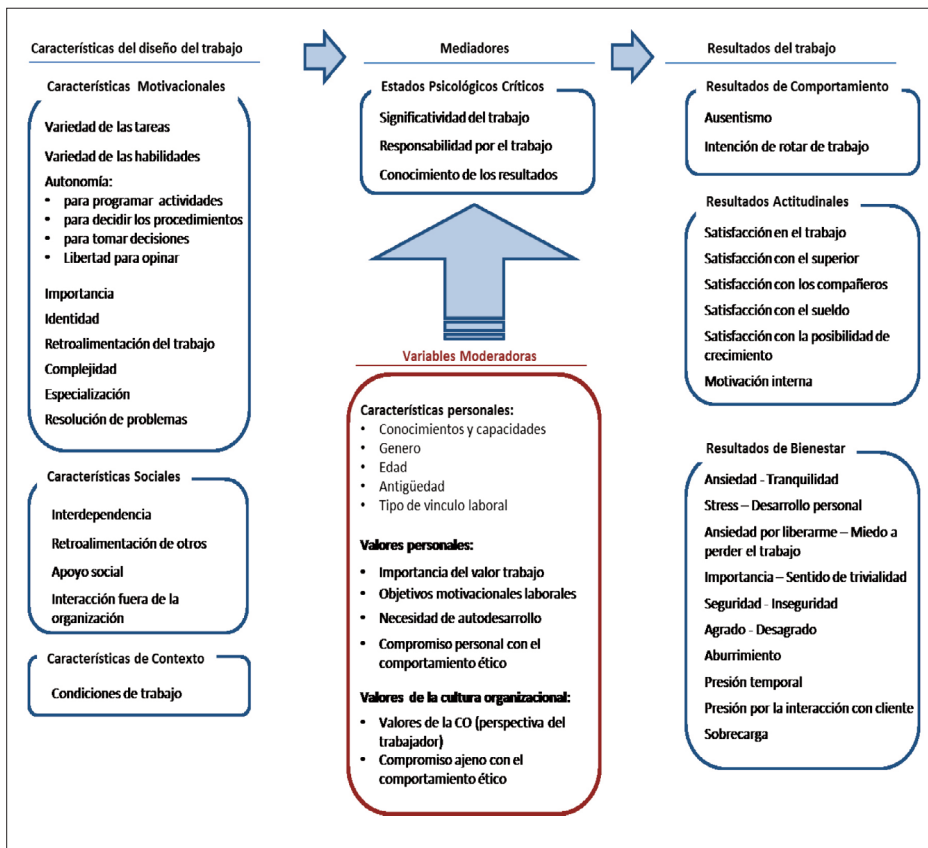 Características del diseño del trabajo
Características Motivacionales
Variedad de las tareas
Variedad de las habilidades
Autonomía:
• para programar actividades
• para decidir los procedimientos
• para tomar decisiones
• Libertad para opinar
Importancia
Identidad
Retroalimentación del trabajo
Complejidad
Especialización
Resolución de problemas
Características Sociales
Interdependencia
Retroalimentación de otros
Apoyo social
Interacción fuera de la
organización
Características de Contexto
Condiciones de trabajo
Mediadores
Estados Psicológicos Críticos
Significatividad del trabajo
Responsabilidad por el trabajo
Conocimiento de los resultados
Variables Moderadoras
Características personales:
• Conocimientos y capacidades
• Genero
• Edad
• Antigüedad
• Tipo de vinculo laboral
Valores personales:
• Importancia del valor trabajo
• Objetivos motivacionales laborales
• Necesidad de autodesarrollo
• Compromiso personal con el
comportamiento ético
Valores de la cultura organizacional:
• Valores de la CO (perspectiva del
trabajador)
• Compromiso ajeno con el
comportamiento ético
Resultados del trabajo
Resultados de Comportamiento
Ausentismo
Intención de rotar de trabajo
Resultados Actitudinales
Satisfacción en el trabajo
Satisfacción con el superior
Satisfacción con los compañeros
Satisfacción con el sueldo
Satisfacción con la posibilidad de
crecimiento
Motivación interna
Resultados de Bienestar
Ansiedad - Tranquilidad
Stress – Desarrollo personal
Ansiedad por liberarme – Miedo a
perder el trabajo
Importancia – Sentido de trivialidad
Seguridad - Inseguridad
Agrado - Desagrado
Aburrimiento
Presión temporal
Presión por la interacción con cliente
Sobrecarga